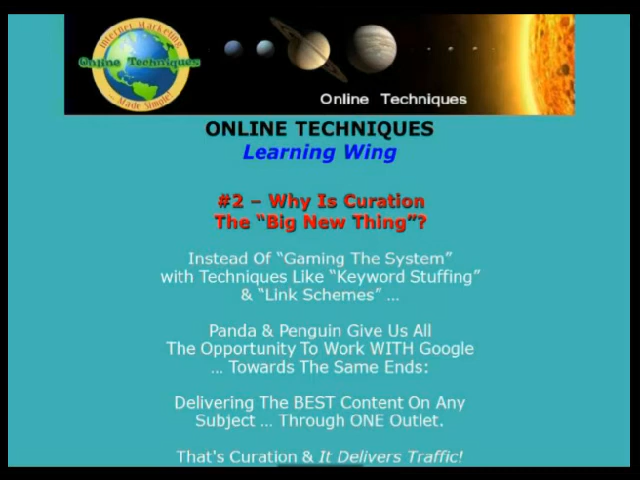 Internet Marketing
Online Techniques
... Made Simple!
Online Techniques
ONLINE TECHNIQUES
Learning Wing
#2 – Why Is Curation
The “Big New Thing”?
Instead Of “Gaming The System”
with Techniques Like “Keyword Stuffing”
& “Link Schemes” ...
Panda & Penguin Give Us All
The Opportunity To Work WITH Google
... Towards The Same Ends:
Delivering The BEST Content On Any
Subject ... Through ONE Outlet.
That's Curation & It Delivers Traffic!